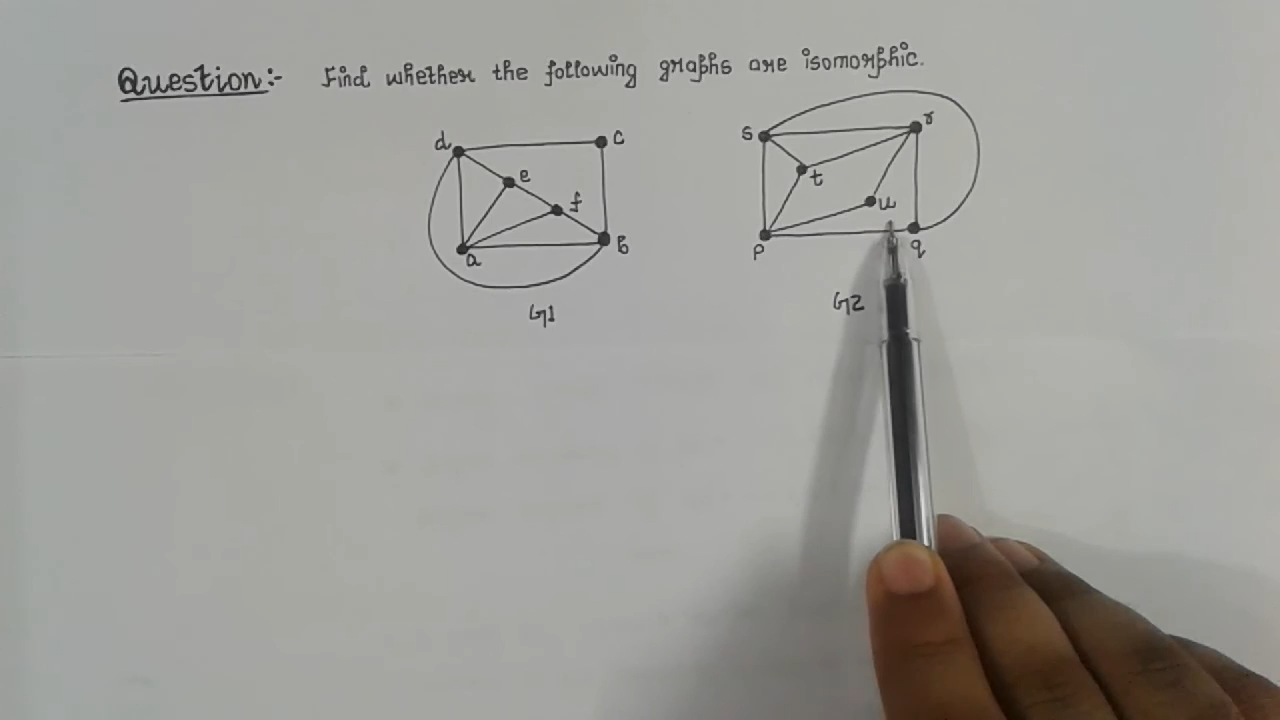 Question:- Find whether the following graphs are isomorphic.
d c s r
e t
f u
a b p q
G1 G2